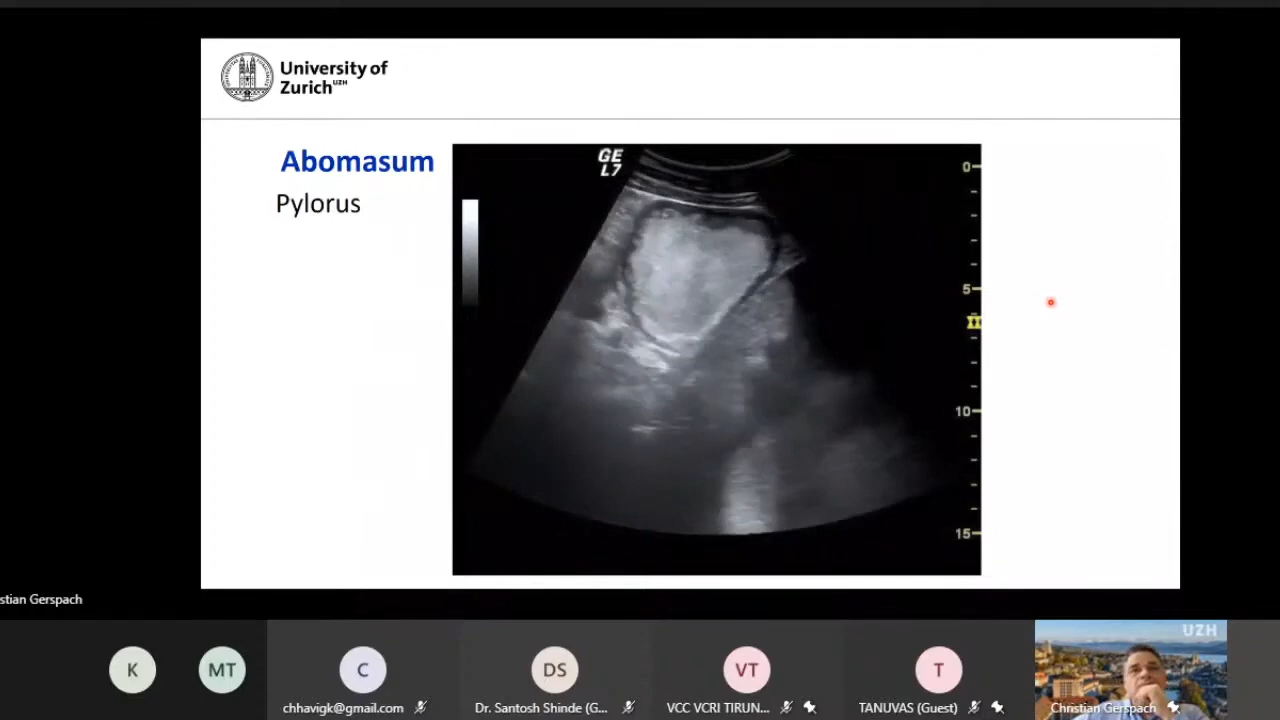 University of
Zurich UZH
Abomasum
Pylorus
GE
L7
0
5
10
15
stian Gerspach
K
MT
C
DS
VT
T
UZH
chhavigk@gmail.com
Dr. Santosh Shinde (G...
VCC VCRI TIRUN...
TANUVAS (Guest)
Christian Gerspach